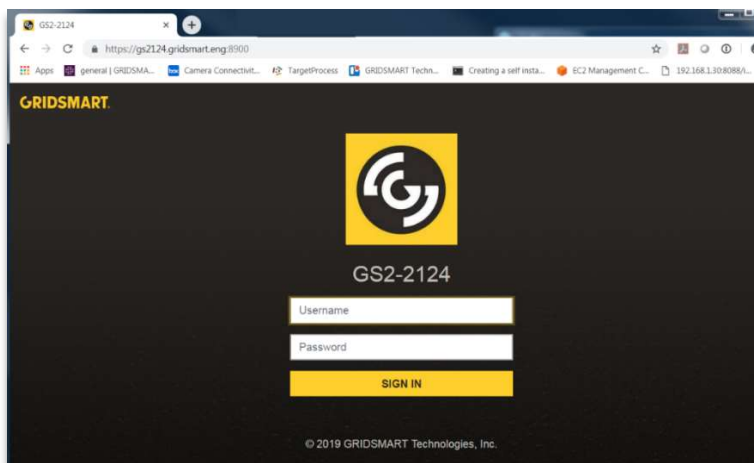 GS2-2124
https://gs2124.gridsmart.eng:8900
Apps general | GRIDSMA... box Camera Connectivit... TargetProcess GRIDSMART Techn... Creating a self insta... EC2 Management C... 192.168.1.30:8088/i...
GRIDSMART.
GS2-2124
Username
Password
SIGN IN
© 2019 GRIDSMART Technologies, Inc.